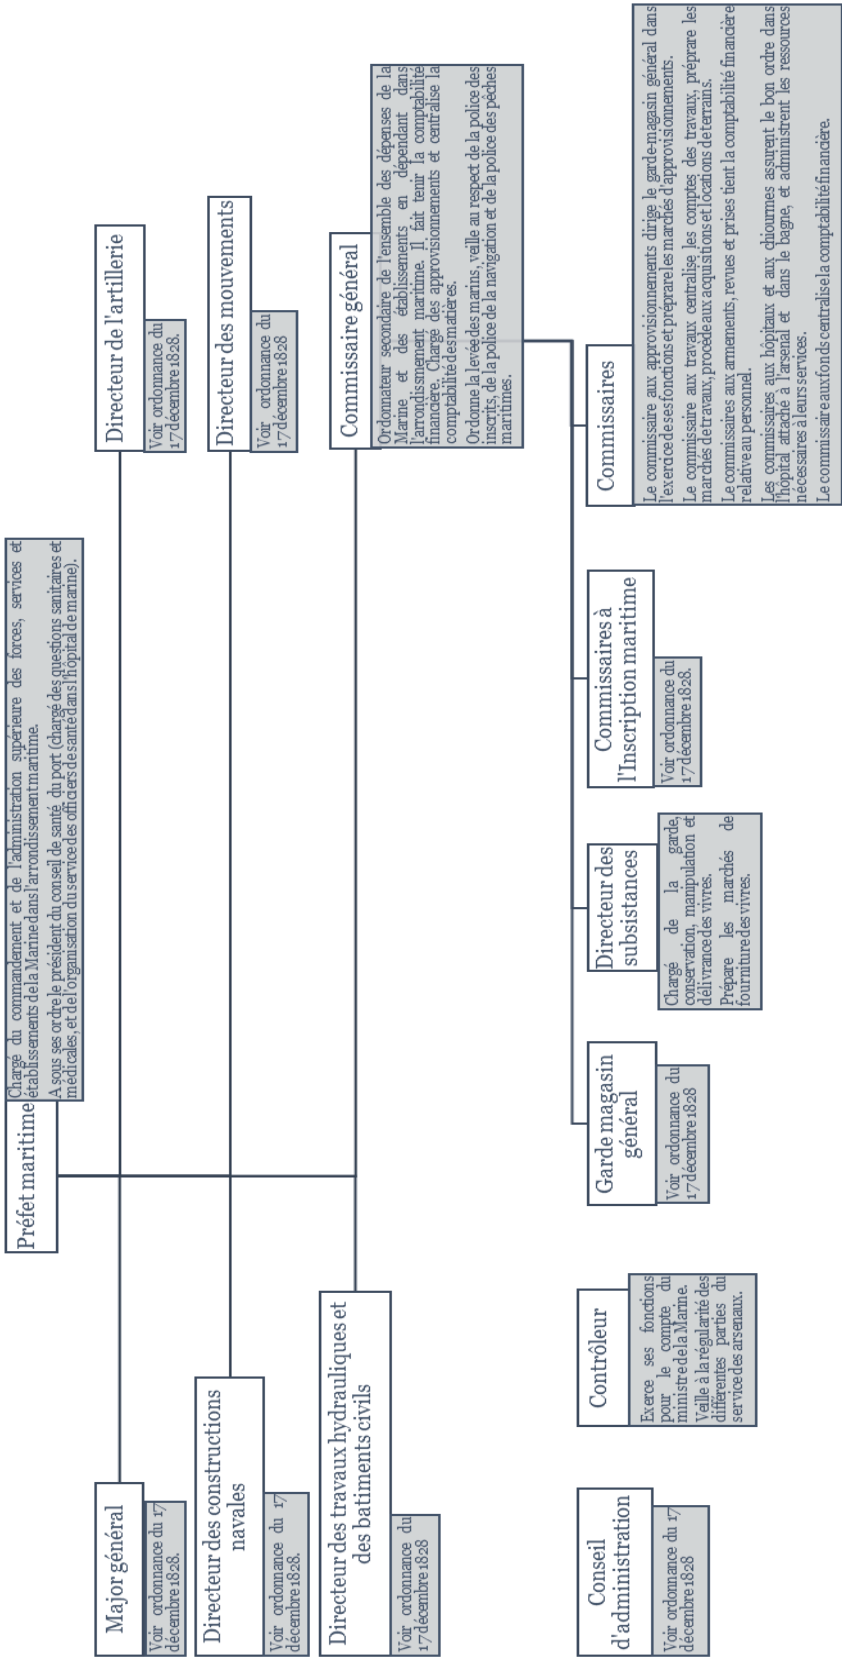 Préfet maritime
Chargé du commandement et de l'administration supérieure des forces, services et
établissements de la Marine dans l'arrondissement maritime.
A sous ses ordre le président du conseil de santé du port (chargé des questions sanitaires et
médicales, et de l'organisation du service des officiers de santé dans l'hôpital de marine).
Major général
Voir ordonnance du 17
décembre 1828.
Directeur de l'artillerie
Voir ordonnance du
17 décembre 1828.
Directeur des constructions
navales
Voir ordonnance du 17
décembre 1828.
Directeur des mouvements
Voir ordonnance du
17 décembre 1828
Directeur des travaux hydrauliques et
des batiments civils
Voir ordonnance du
17 décembre 1828
Commissaire général
Ordonnateur secondaire de l'ensemble des dépenses de la
Marine et des établissements en dépendant dans
l'arrondissment maritime. Il fait tenir la comptabilité
financière. Chargé des approvisionnements et centralise la
comptabilité des matières.
Ordonne la levée des marins, veille au respect de la police des
inscrits, de la police de la navigation et de la police des pêches
maritimes.
Conseil
d'administration
Voir ordonnance du 17
décembre 1828
Contrôleur
Exerce ses fonctions
pour le compte du
ministre de la Marine.
Veille à la régularité des
différentes parties du
service des arsenaux.
Garde magasin
général
Voir ordonnance du
17 décembre 1828
Directeur des
subsistances
Chargé de la garde,
conservation, manipulation et
délivrance des vivres.
Prépare les marchés de
fourniture des vivres.
Commissaires à
l'Inscription maritime
Voir ordonnance du
17 décembre 1828.
Commissaires
Le commissaire aux approvisionnements dirige le garde-magasin général dans
l'exercice de ses fonctions et prépare les marchés d'approvisionnements.
Le commissaire aux travaux centralise les comptes des travaux, préprare les
marchés de travaux, procède aux acquisitions et locations de terrains.
Le commissaires aux armements, revues et prises tient la comptabilité financière
relative au personnel.
Les commissaires aux hôpitaux et aux chiourmes assurent le bon ordre dans
l'hôpital attaché à l'arsenal et dans le bagne, et administrent les ressources
nécessaires à leurs services.
Le commissaire aux fonds centralise la comptabilité financière.